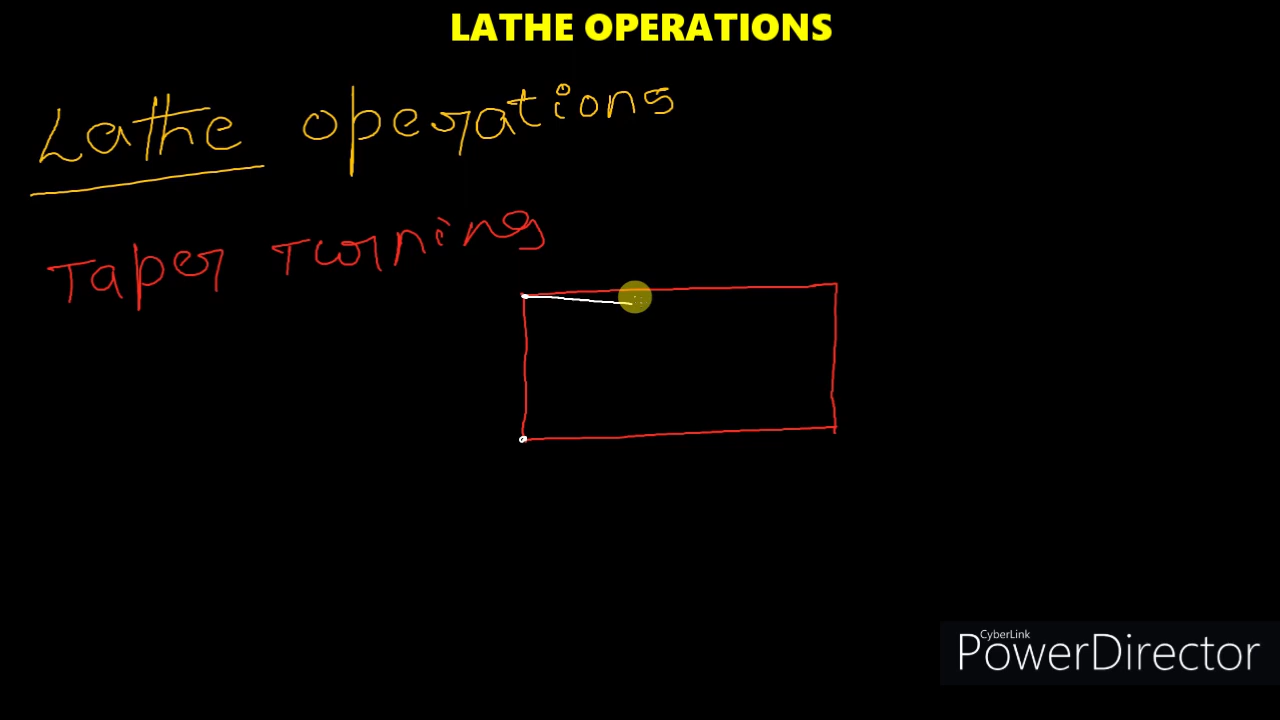 LATHE OPERATIONS
Lathe operations
Taper Turning
CyberLink
PowerDirector